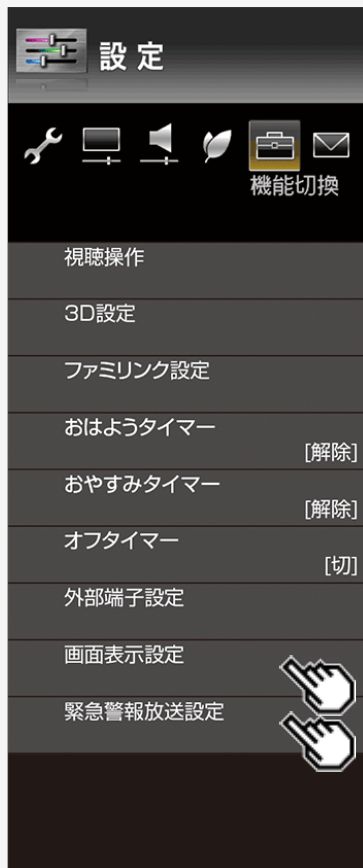 設定
機能切換
視聴操作
3D設定
ファミリンク設定
おはようタイマー
[解除]
おやすみタイマー
[解除]
オフタイマー
[切]
外部端子設定
画面表示設定
緊急警報放送設定